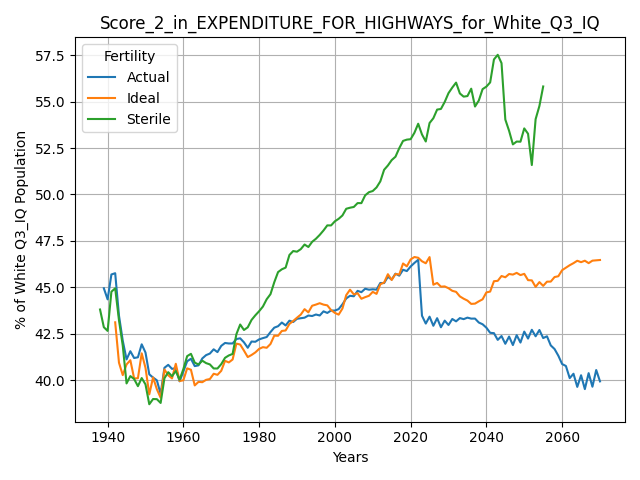 Score_2_in_EXPENDITURE_FOR_HIGHWAYS_for_White_Q3_IQ
Fertility
Actual
Ideal
Sterile
% of White Q3_IQ Population
57.5
55.0
52.5
50.0
47.5
45.0
42.5
40.0
1940
1960
1980
2000
2020
2040
2060
Years